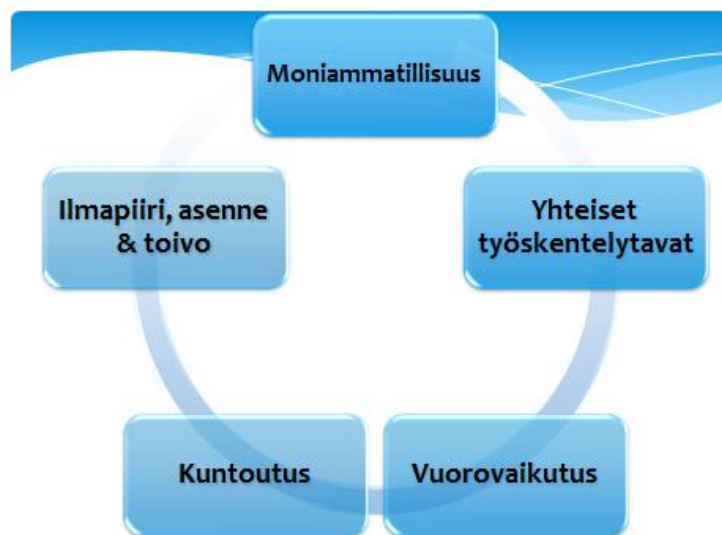 Moniammatillisuus
Ilmapiiri, asenne
& toivo
Yhteiset
työskentelytavat
Kuntoutus
Vuorovaikutus